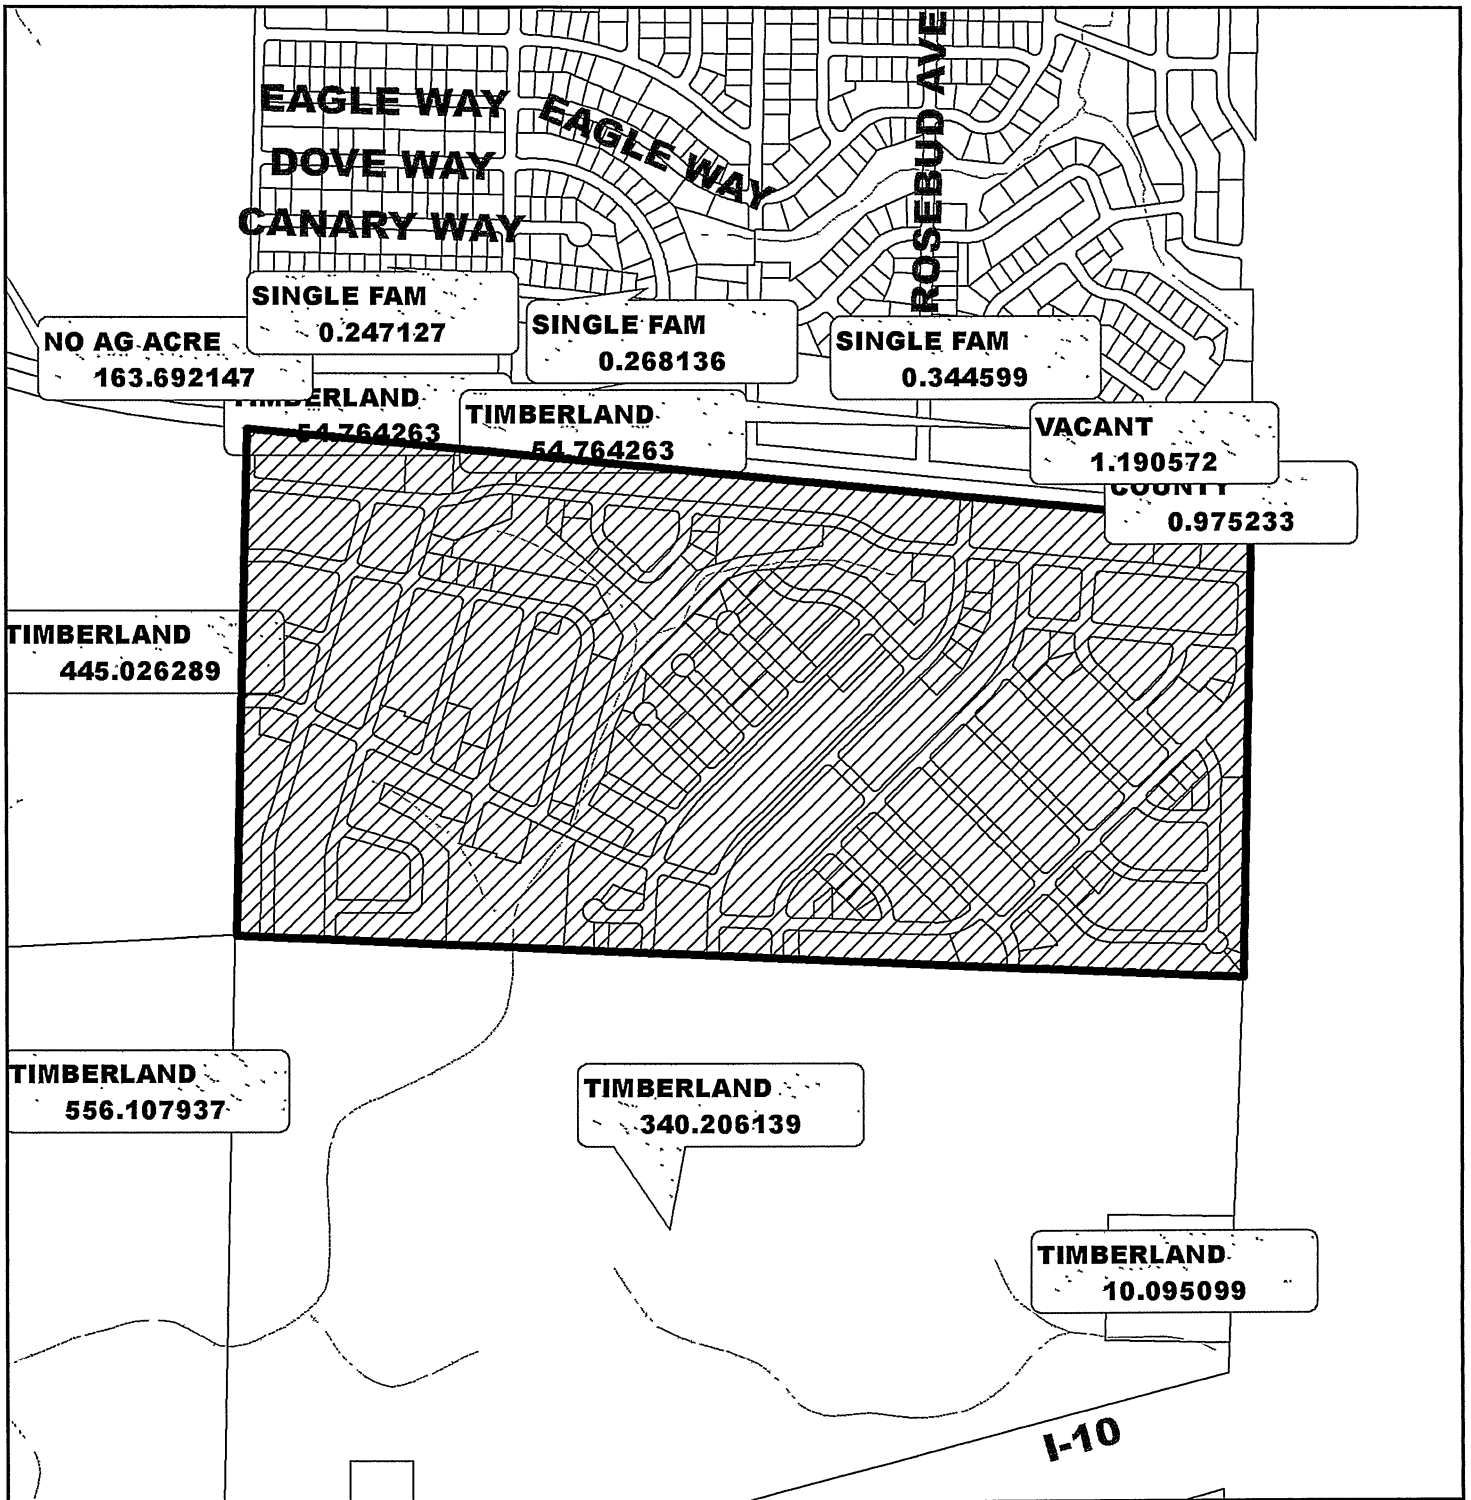 ROSEBUD AVE
EAGLE WAY
EAGLE WAY
DOVE WAY
CANARY WAY
SINGLE FAM
0.247127
SINGLE FAM
0.268136
SINGLE FAM
0.344599
NO AG ACRE
163.692147
TIMBERLAND
54.764263
TIMBERLAND
54.764263
VACANT
1.190572
COUNTY
0.975233
TIMBERLAND
445.026289
TIMBERLAND
556.107937
TIMBERLAND
340.206139
TIMBERLAND
10.095099
I-10